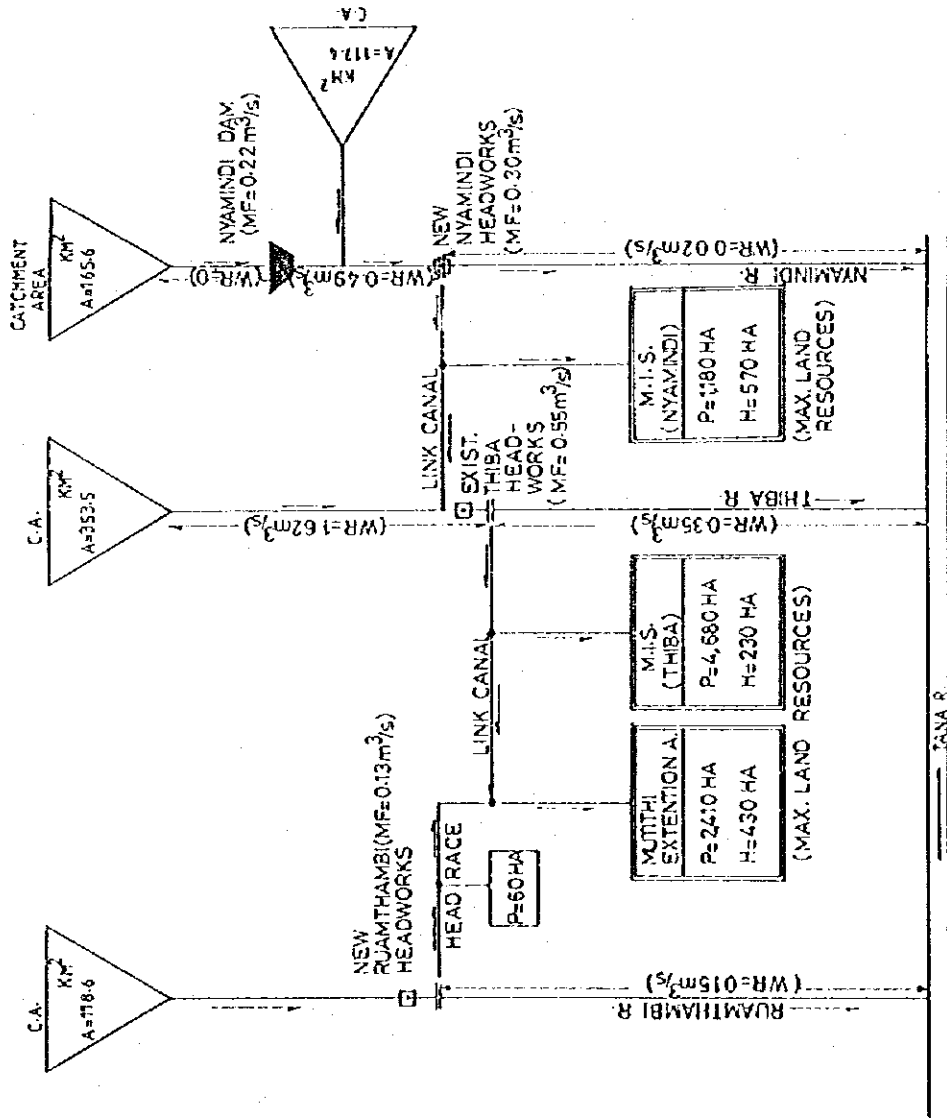 CATCHMENT
AREA
KM²
A=165.6
NYAMINDI DAM
(MF=0.22m³/s)
C.A.
A=117.4
KM²
(WR=0)
(WR=0.49m³/s)
NEW
NYAMINDI
HEADWORKS
(MF=0.30m³/s)
(WR=0.02m³/s)
NYAMINDI R.
C.A.
KM²
A=353.5
(WR=1.62m³/s)
LINK CANAL
EXIST.
THIBA
HEAD-
WORKS
(MF=0.55m³/s)
M.I.S.
(NYAMINDI)
P=1,180 HA
H=570 HA
(MAX. LAND
RESOURCES)
THIBA R.
(WR=0.35m³/s)
LINK CANAL
M.I.S.
(THIBA)
P=4,680 HA
H=230 HA
MUTITHI
EXTENTION A.
P=2,410 HA
H=430 HA
(MAX. LAND RESOURCES)
C.A.
KM²
A=118.6
NEW
RUAMTHAMBI (MF=0.13m³/s)
HEADWORKS
HEAD RACE
P=60 HA
(WR=0.15m³/s)
RUAMTHAMBI R.
TANA R.